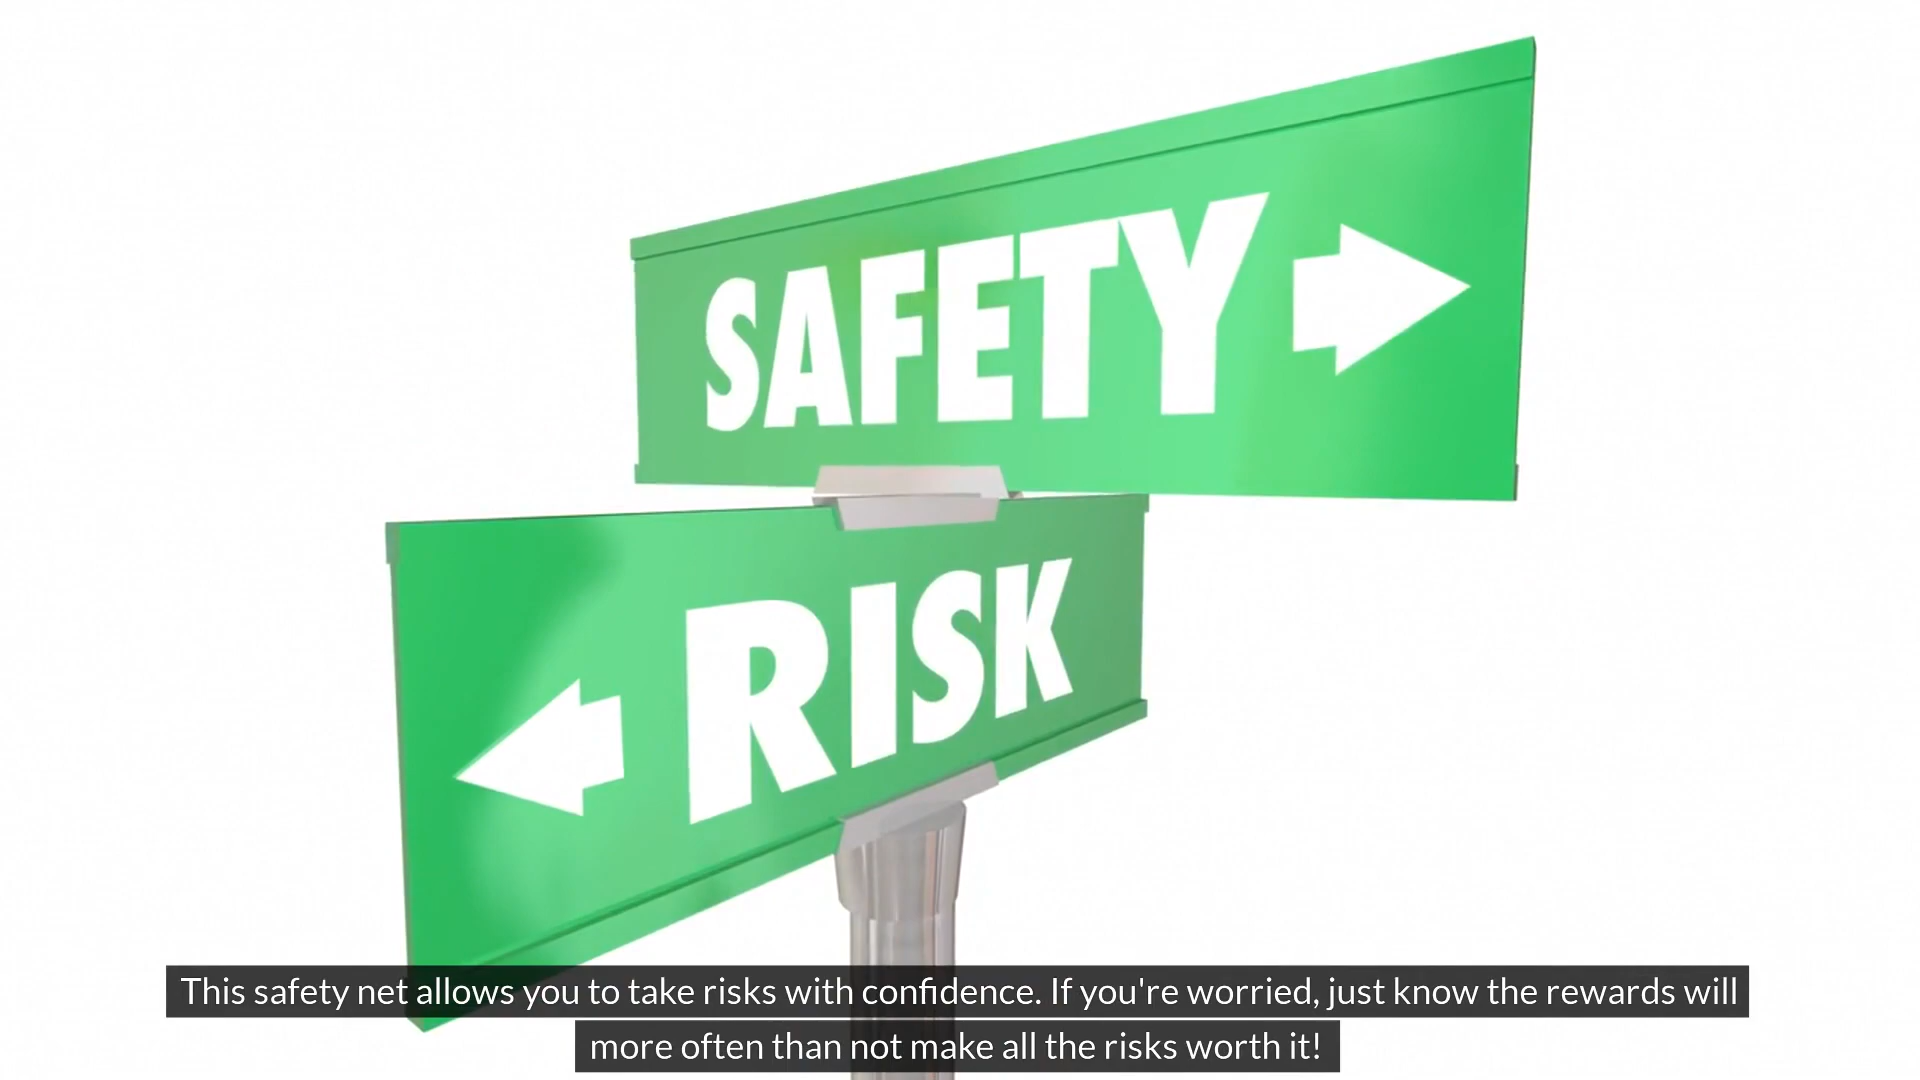 SAFETY
RISK
This safety net allows you to take risks with confidence. If you're worried, just know the rewards will
more often than not make all the risks worth it!